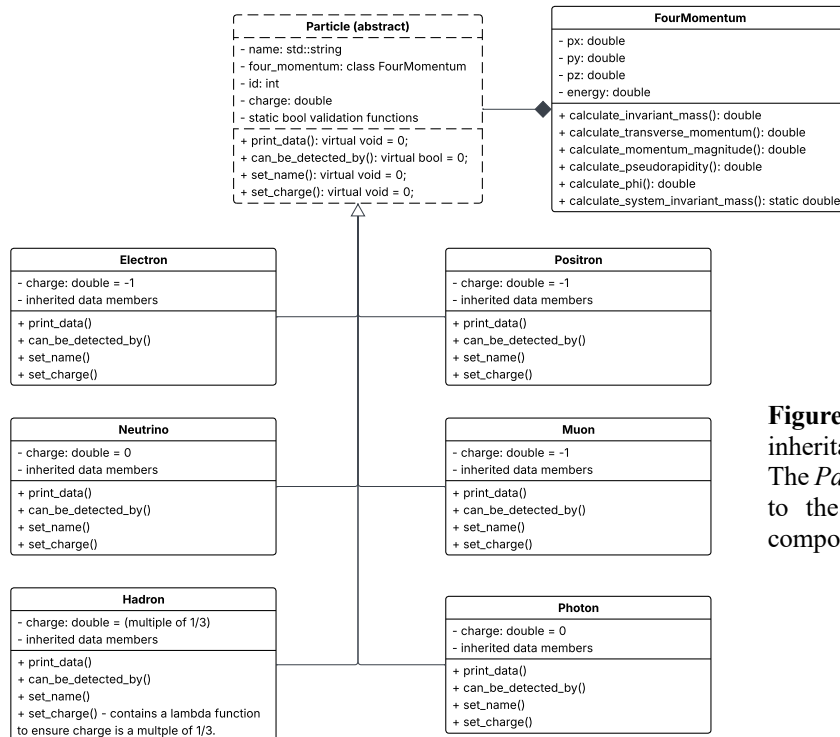 Particle (abstract)
- name: std::string
- four_momentum: class FourMomentum
- id: int
- charge: double
- static bool validation functions
+ print_data(): virtual void = 0;
+ can_be_detected_by(): virtual bool = 0;
+ set_name(): virtual void = 0;
+ set_charge(): virtual void = 0;
FourMomentum
- px: double
- py: double
- pz: double
- energy: double
+ calculate_invariant_mass(): double
+ calculate_transverse_momentum(): double
+ calculate_momentum_magnitude(): double
+ calculate_pseudorapidity(): double
+ calculate_phi(): double
+ calculate_system_invariant_mass(): static double
Electron
- charge: double = -1
- inherited data members
+ print_data()
+ can_be_detected_by()
+ set_name()
+ set_charge()
Positron
- charge: double = -1
- inherited data members
+ print_data()
+ can_be_detected_by()
+ set_name()
+ set_charge()
Neutrino
- charge: double = 0
- inherited data members
+ print_data()
+ can_be_detected_by()
+ set_name()
+ set_charge()
Muon
- charge: double = -1
- inherited data members
+ print_data()
+ can_be_detected_by()
+ set_name()
+ set_charge()
Hadron
- charge: double = (multiple of 1/3)
- inherited data members
+ print_data()
+ can_be_detected_by()
+ set_name()
+ set_charge() - contains a lambda function
to ensure charge is a multple of 1/3.
Photon
- charge: double = 0
- inherited data members
+ print_data()
+ can_be_detected_by()
+ set_name()
+ set_charge()
Figure
inherita
The Pa
to the
compo